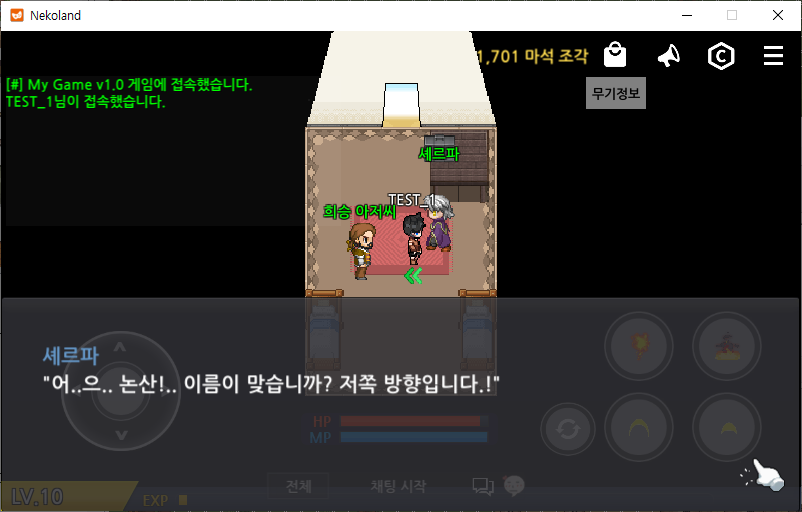 Nekoland
1,701 마석 조각
[#] My Game v1.0 게임에 접속했습니다.
TEST_1님이 접속했습니다.
무기정보
셰르파
TEST_1
희승 아저씨
셰르파
"어..으.. 논산!.. 이름이 맞습니까? 저쪽 방향입니다.!"
HP
MP
전체
채팅 시작
LV.10
EXP